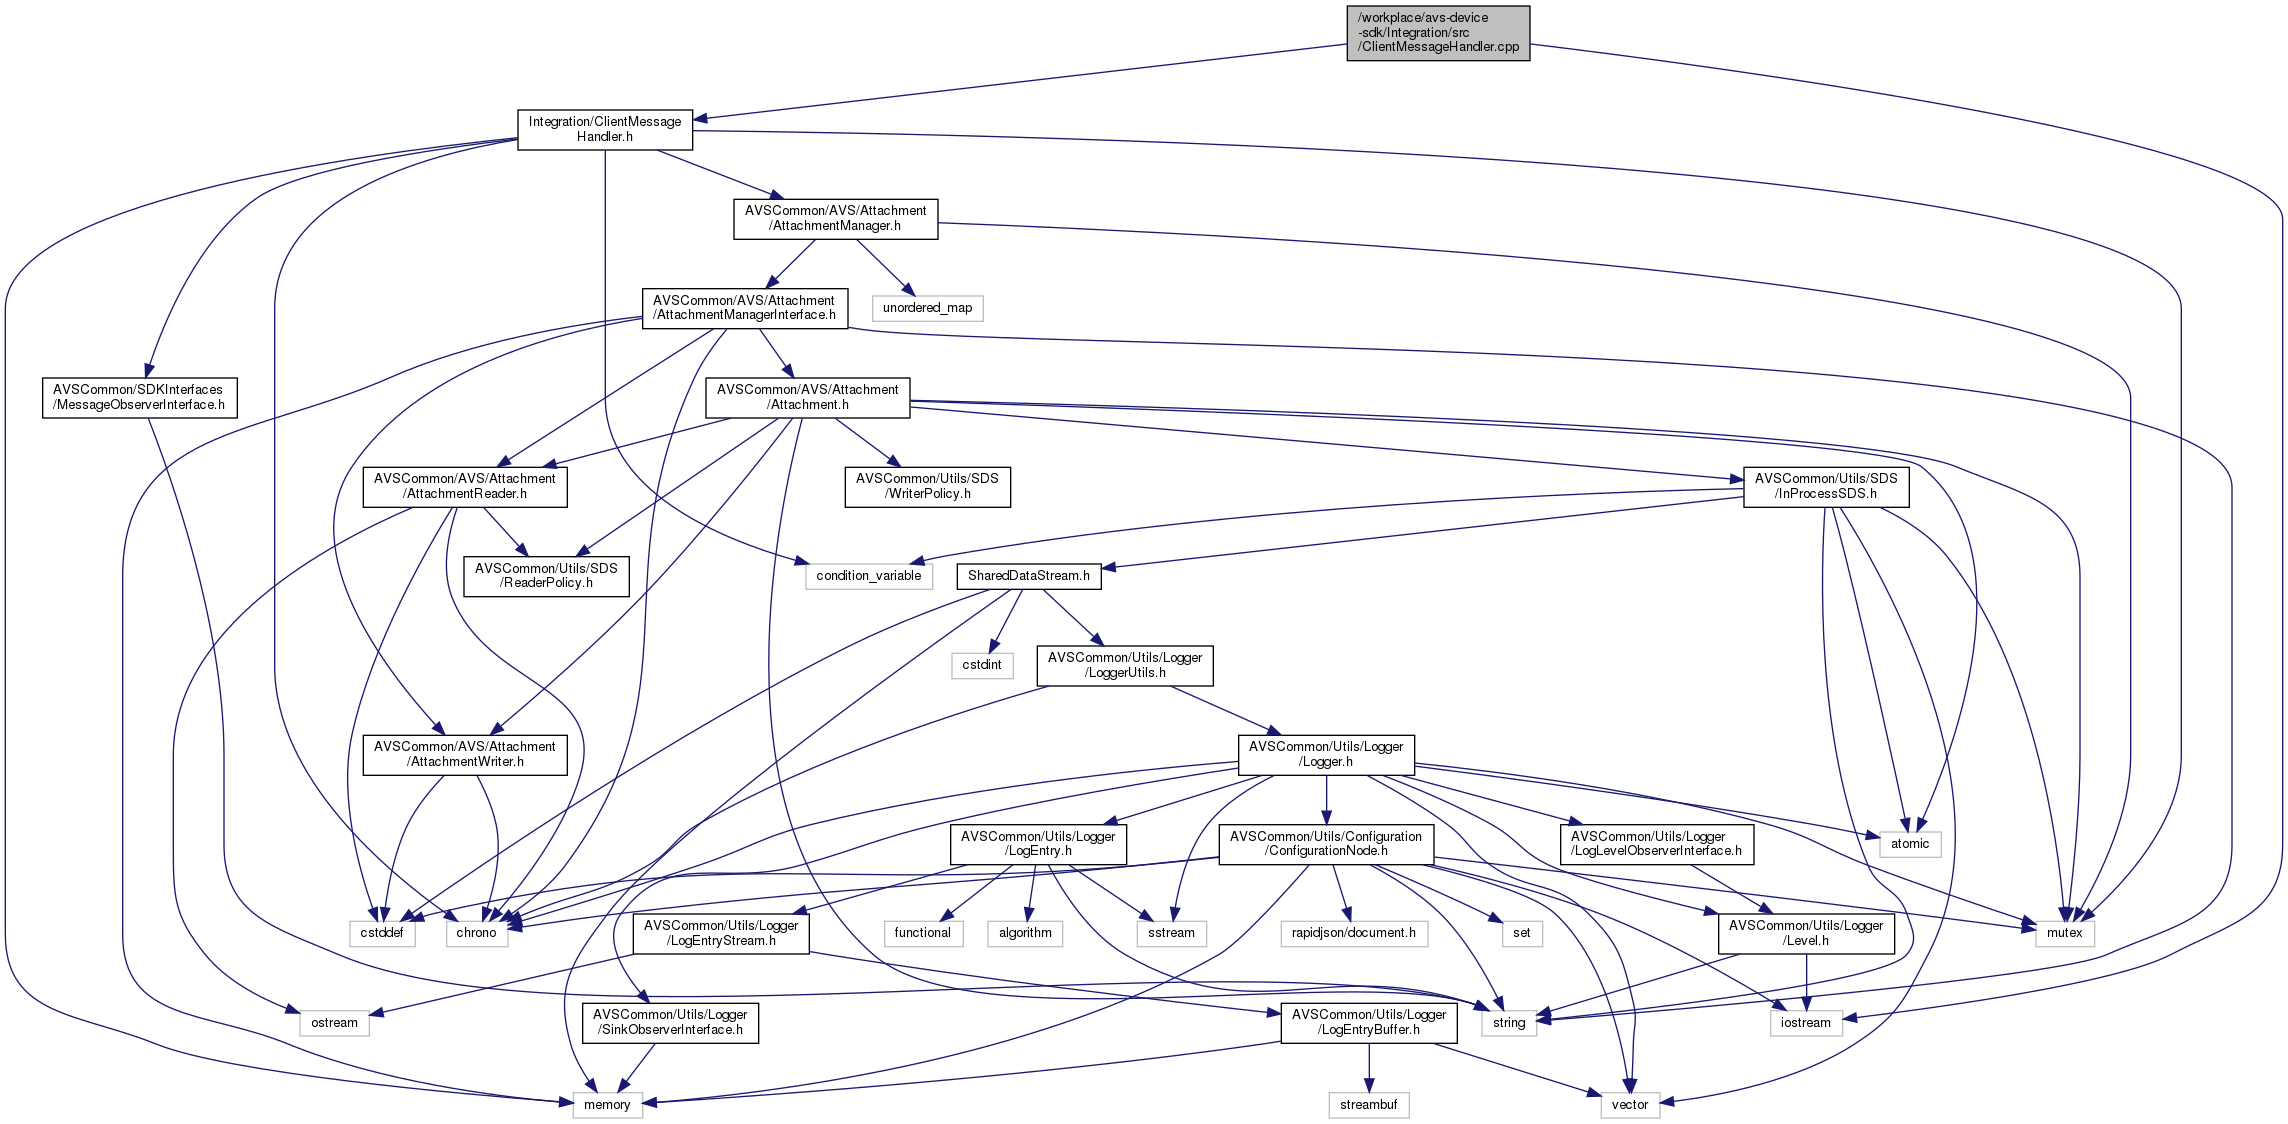 /workplace/avs-device
-sdk/Integration/src
/ClientMessageHandler.cpp
Integration/ClientMessage
Handler.h
AVSCommon/AVS/Attachment
/AttachmentManager.h
AVSCommon/AVS/Attachment
/AttachmentManagerInterface.h
unordered_map
AVSCommon/SDKInterfaces
/MessageObserverInterface.h
AVSCommon/AVS/Attachment
/Attachment.h
AVSCommon/AVS/Attachment
/AttachmentReader.h
AVSCommon/Utils/SDS
/WriterPolicy.h
AVSCommon/Utils/SDS
/InProcessSDS.h
AVSCommon/Utils/SDS
/ReaderPolicy.h
condition_variable
SharedDataStream.h
cstdint
AVSCommon/Utils/Logger
/LoggerUtils.h
AVSCommon/AVS/Attachment
/AttachmentWriter.h
AVSCommon/Utils/Logger
/Logger.h
AVSCommon/Utils/Logger
/LogEntry.h
AVSCommon/Utils/Configuration
/ConfigurationNode.h
AVSCommon/Utils/Logger
/LogLevelObserverInterface.h
atomic
cstddef
chrono
AVSCommon/Utils/Logger
/LogEntryStream.h
functional
algorithm
sstream
rapidjson/document.h
set
AVSCommon/Utils/Logger
/Level.h
mutex
ostream
AVSCommon/Utils/Logger
/SinkObserverInterface.h
AVSCommon/Utils/Logger
/LogEntryBuffer.h
string
iostream
memory
streambuf
vector